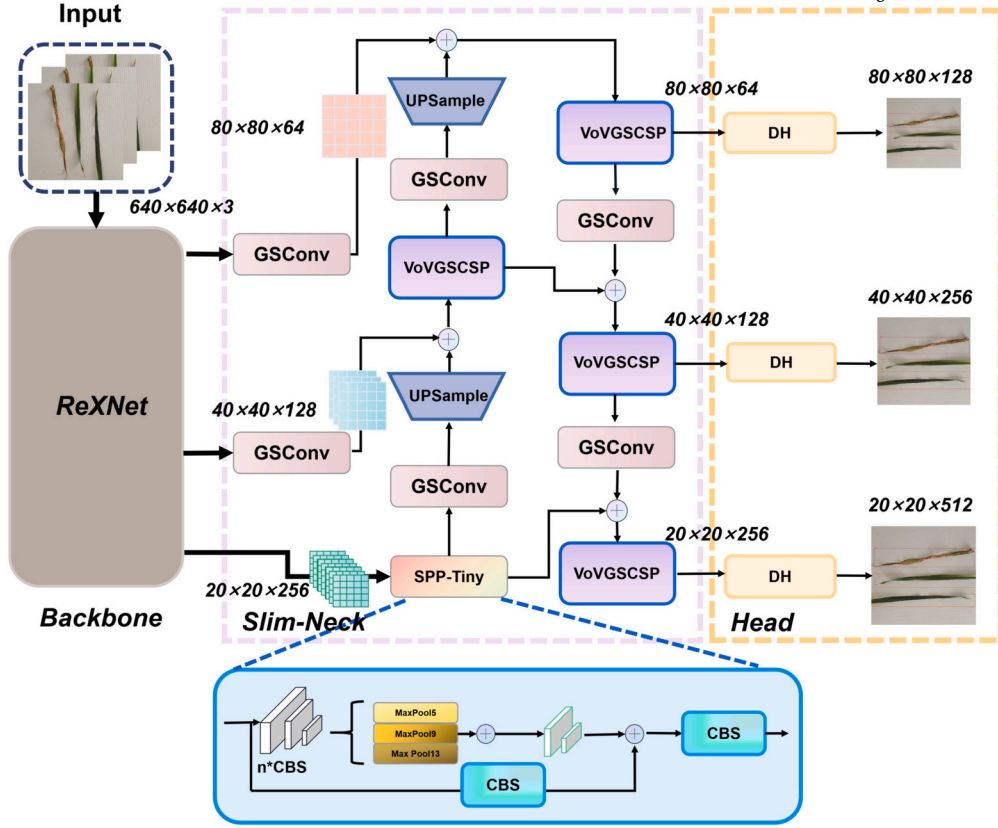 Input
640×640×3
ReXNet
Backbone
80×80×64
GSConv
40×40×128
GSConv
20×20×256
Slim-Neck
UPSample
GSConv
VoVGSCSP
UPSample
GSConv
SPP-Tiny
VoVGSCSP
GSConv
VoVGSCSP
GSConv
VoVGSCSP
80×80×64
DH
80×80×128
40×40×128
DH
40×40×256
20×20×256
DH
20×20×512
Head
n*CBS
MaxPool5
MaxPool9
Max Pool13
CBS
CBS